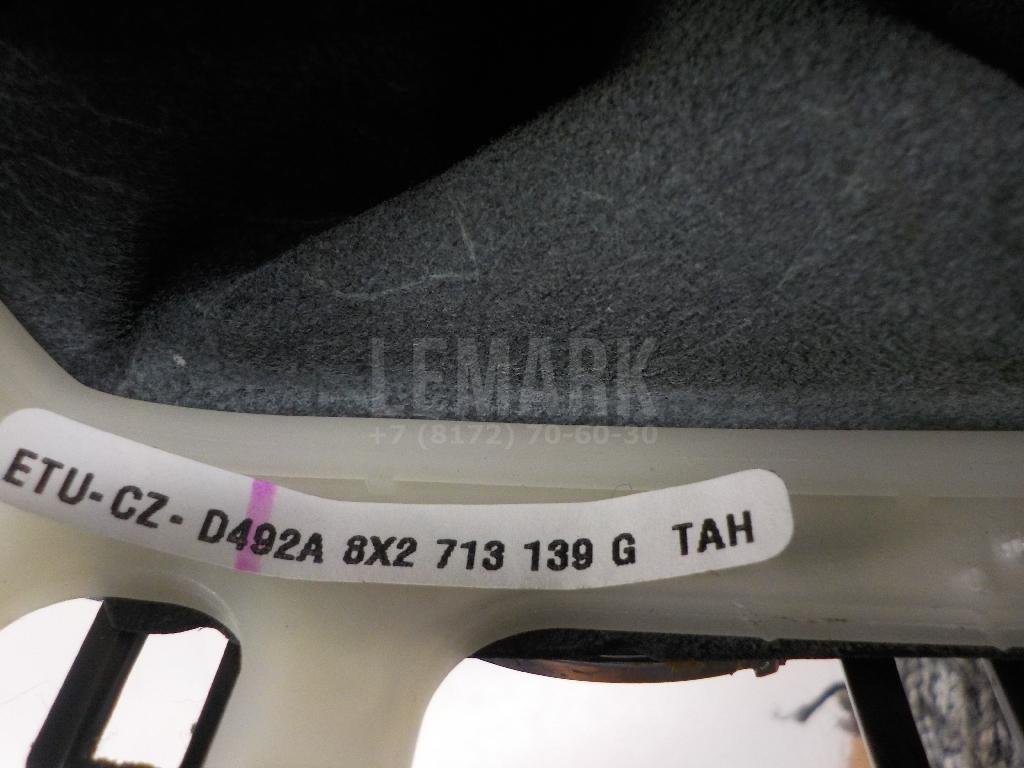 LEMARK
+7 (8172) 70-60-30
ETU-CZ- D492A 8X2 713 139 G TAH